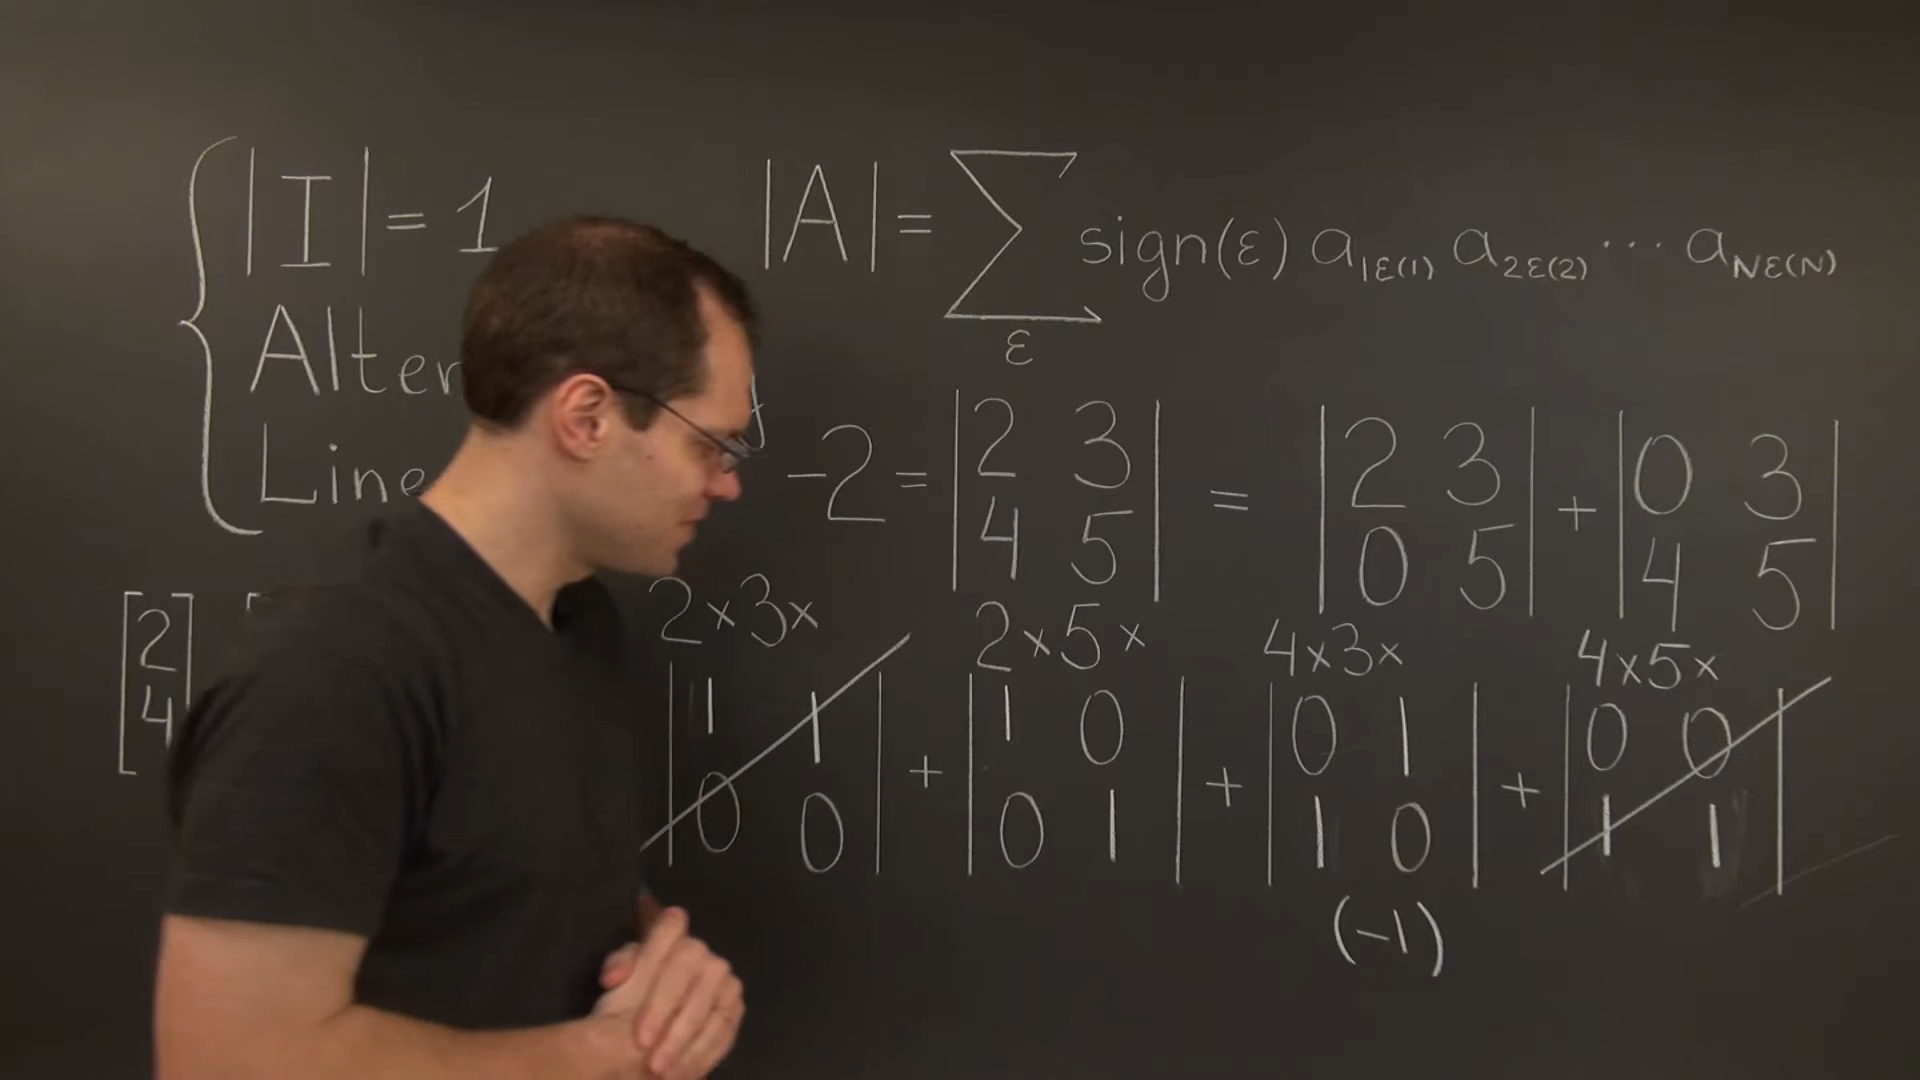 |I| = 1
|A| = ∑ sign(ε) a₁ε(1) a₂ε(2) ··· aNε(N)
ε
Alter
Line
-2 = |2 3| = |2 3| + |0 3|
|4 5| |0 5| |4 5|
[2
4]
2×3× 2×5× 4×3× 4×5×
|1 1| + |1 0| + |0 1| + |0 0|
|0 0| |0 1| |1 0| |1 1|
(-1)